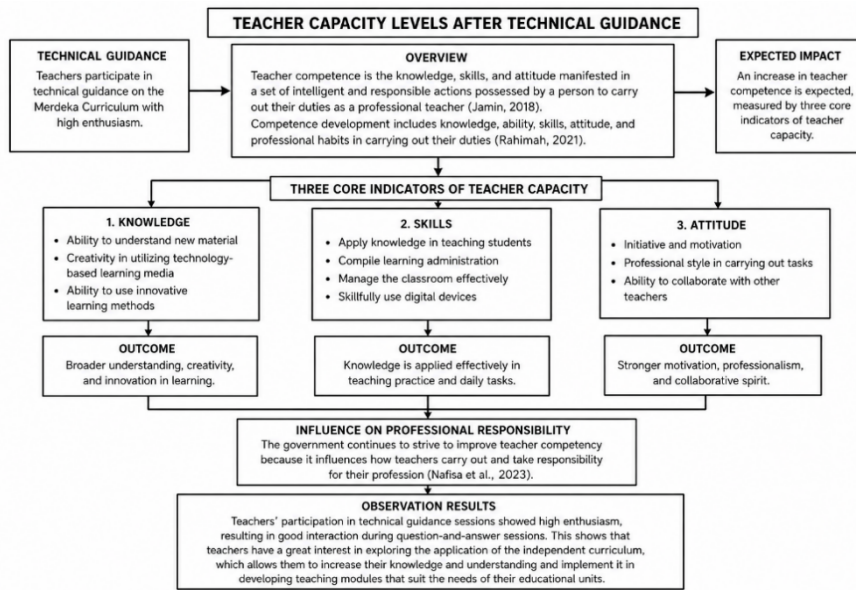 TEACHER CAPACITY LEVELS AFTER TECHNICAL GUIDANCE
TECHNICAL GUIDANCE
Teachers participate in
technical guidance on the
Merdeka Curriculum with
high enthusiasm.
OVERVIEW
Teacher competence is the knowledge, skills, and attitude manifested in
a set of intelligent and responsible actions possessed by a person to carry
out their duties as a professional teacher (Jamin, 2018).
Competence development includes knowledge, ability, skills, attitude, and
professional habits in carrying out their duties (Rahimah, 2021).
EXPECTED IMPACT
An increase in teacher
competence is expected,
measured by three core
indicators of teacher
capacity.
THREE CORE INDICATORS OF TEACHER CAPACITY
1. KNOWLEDGE
• Ability to understand new material
• Creativity in utilizing technology-
based learning media
• Ability to use innovative
learning methods
2. SKILLS
• Apply knowledge in teaching students
• Compile learning administration
• Manage the classroom effectively
• Skillfully use digital devices
3. ATTITUDE
• Initiative and motivation
• Professional style in carrying out tasks
• Ability to collaborate with other
teachers
OUTCOME
Broader understanding, creativity,
and innovation in learning.
OUTCOME
Knowledge is applied effectively in
teaching practice and daily tasks.
OUTCOME
Stronger motivation, professionalism,
and collaborative spirit.
INFLUENCE ON PROFESSIONAL RESPONSIBILITY
The government continues to strive to improve teacher competency
because it influences how teachers carry out and take responsibility
for their profession (Nafisa et al., 2023).
OBSERVATION RESULTS
Teachers' participation in technical guidance sessions showed high enthusiasm,
resulting in good interaction during question-and-answer sessions. This shows that
teachers have a great interest in exploring the application of the independent curriculum,
which allows them to increase their knowledge and understanding and implement it in
developing teaching modules that suit the needs of their educational units.